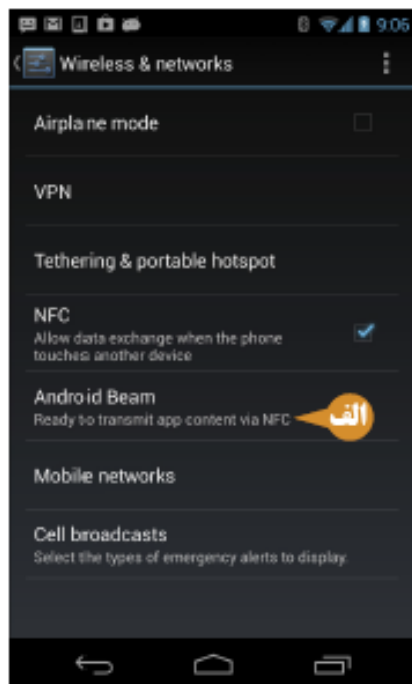 9:06
Wireless & networks
Airplane mode
VPN
Tethering & portable hotspot
NFC
Allow data exchange when the phone
touches another device
Android Beam
Ready to transmit app content via NFC
الف
Mobile networks
Cell broadcasts
Select the types of emergency alerts to display.